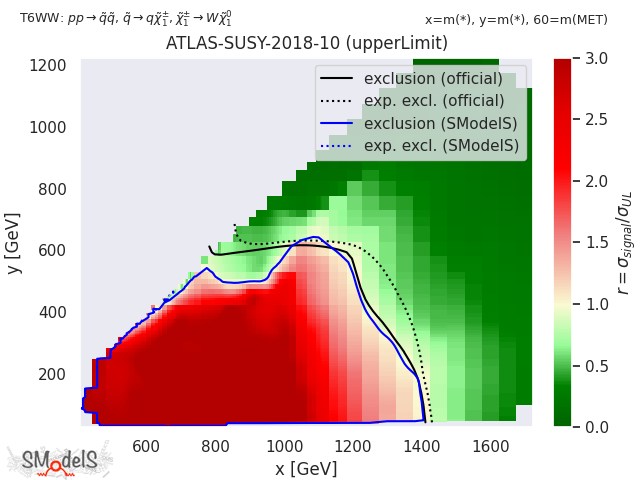 T6WW: pp → q̃q̃, q̃ → qχ̃₁±, χ̃₁± → Wχ̃₁⁰
x=m(*), y=m(*), 60=m(MET)
ATLAS-SUSY-2018-10 (upperLimit)
exclusion (official)
exp. excl. (official)
exclusion (SModelS)
exp. excl. (SModelS)
1200
1000
800
600
400
200
y [GeV]
600 800 1000 1200 1400 1600
x [GeV]
3.0
2.5
2.0
1.5
1.0
0.5
0.0
r = σsignal/σUL
SModelS